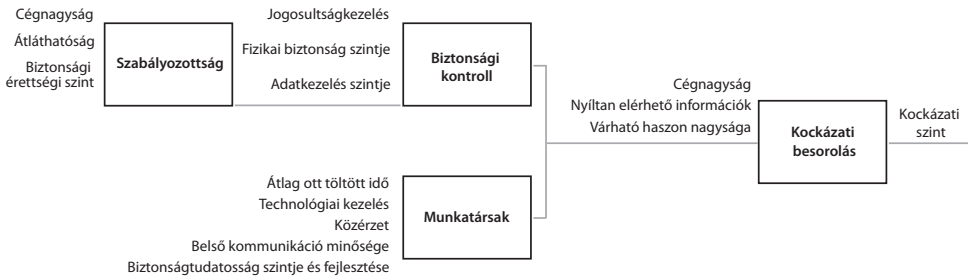 Cégnagyság
Átláthatóság
Biztonsági
érettségi szint
Szabályozottság
Jogosultságkezelés
Fizikai biztonság szintje
Adatkezelés szintje
Biztonsági
kontroll
Átlag ott töltött idő
Technológiai kezelés
Közérzet
Belső kommunikáció minősége
Biztonságtudatosság szintje és fejlesztése
Munkatársak
Cégnagyság
Nyíltan elérhető információk
Várható haszon nagysága
Kockázati
besorolás
Kockázati
szint